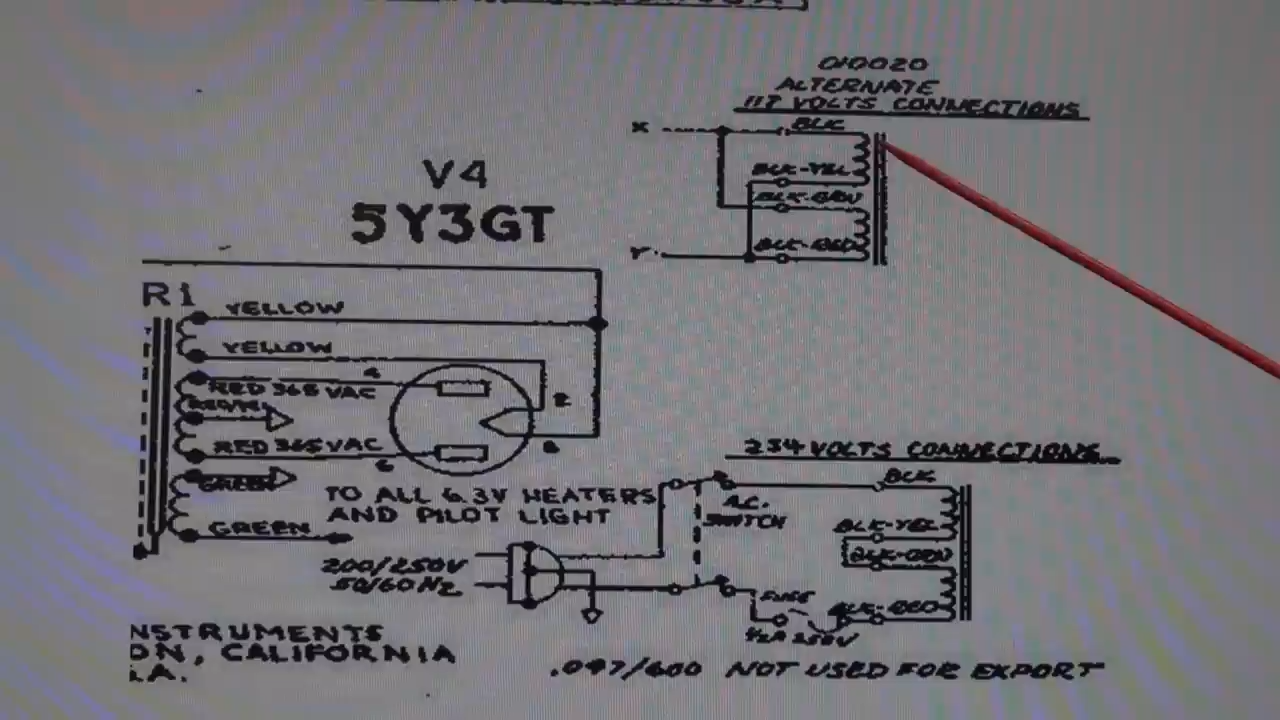 010020
ALTERNATE
117 VOLTS CONNECTIONS
X
BLK
BLK-YEL
BLK-GRN
Y
BLK-RED
V4
5Y3GT
R1
YELLOW
YELLOW
4
RED 365 VAC
2
RED 365 VAC
8
6
GREEN
TO ALL 6.3V HEATERS
AND PILOT LIGHT
GREEN
200/250V
50/60 HZ
234 VOLTS CONNECTIONS
BLK
A.C.
SWITCH
BLK-YEL
BLK-GRN
FUSE
BLK-RED
1/2A 250V
NSTRUMENTS
ON, CALIFORNIA
.A.
.047/600 NOT USED FOR EXPORT